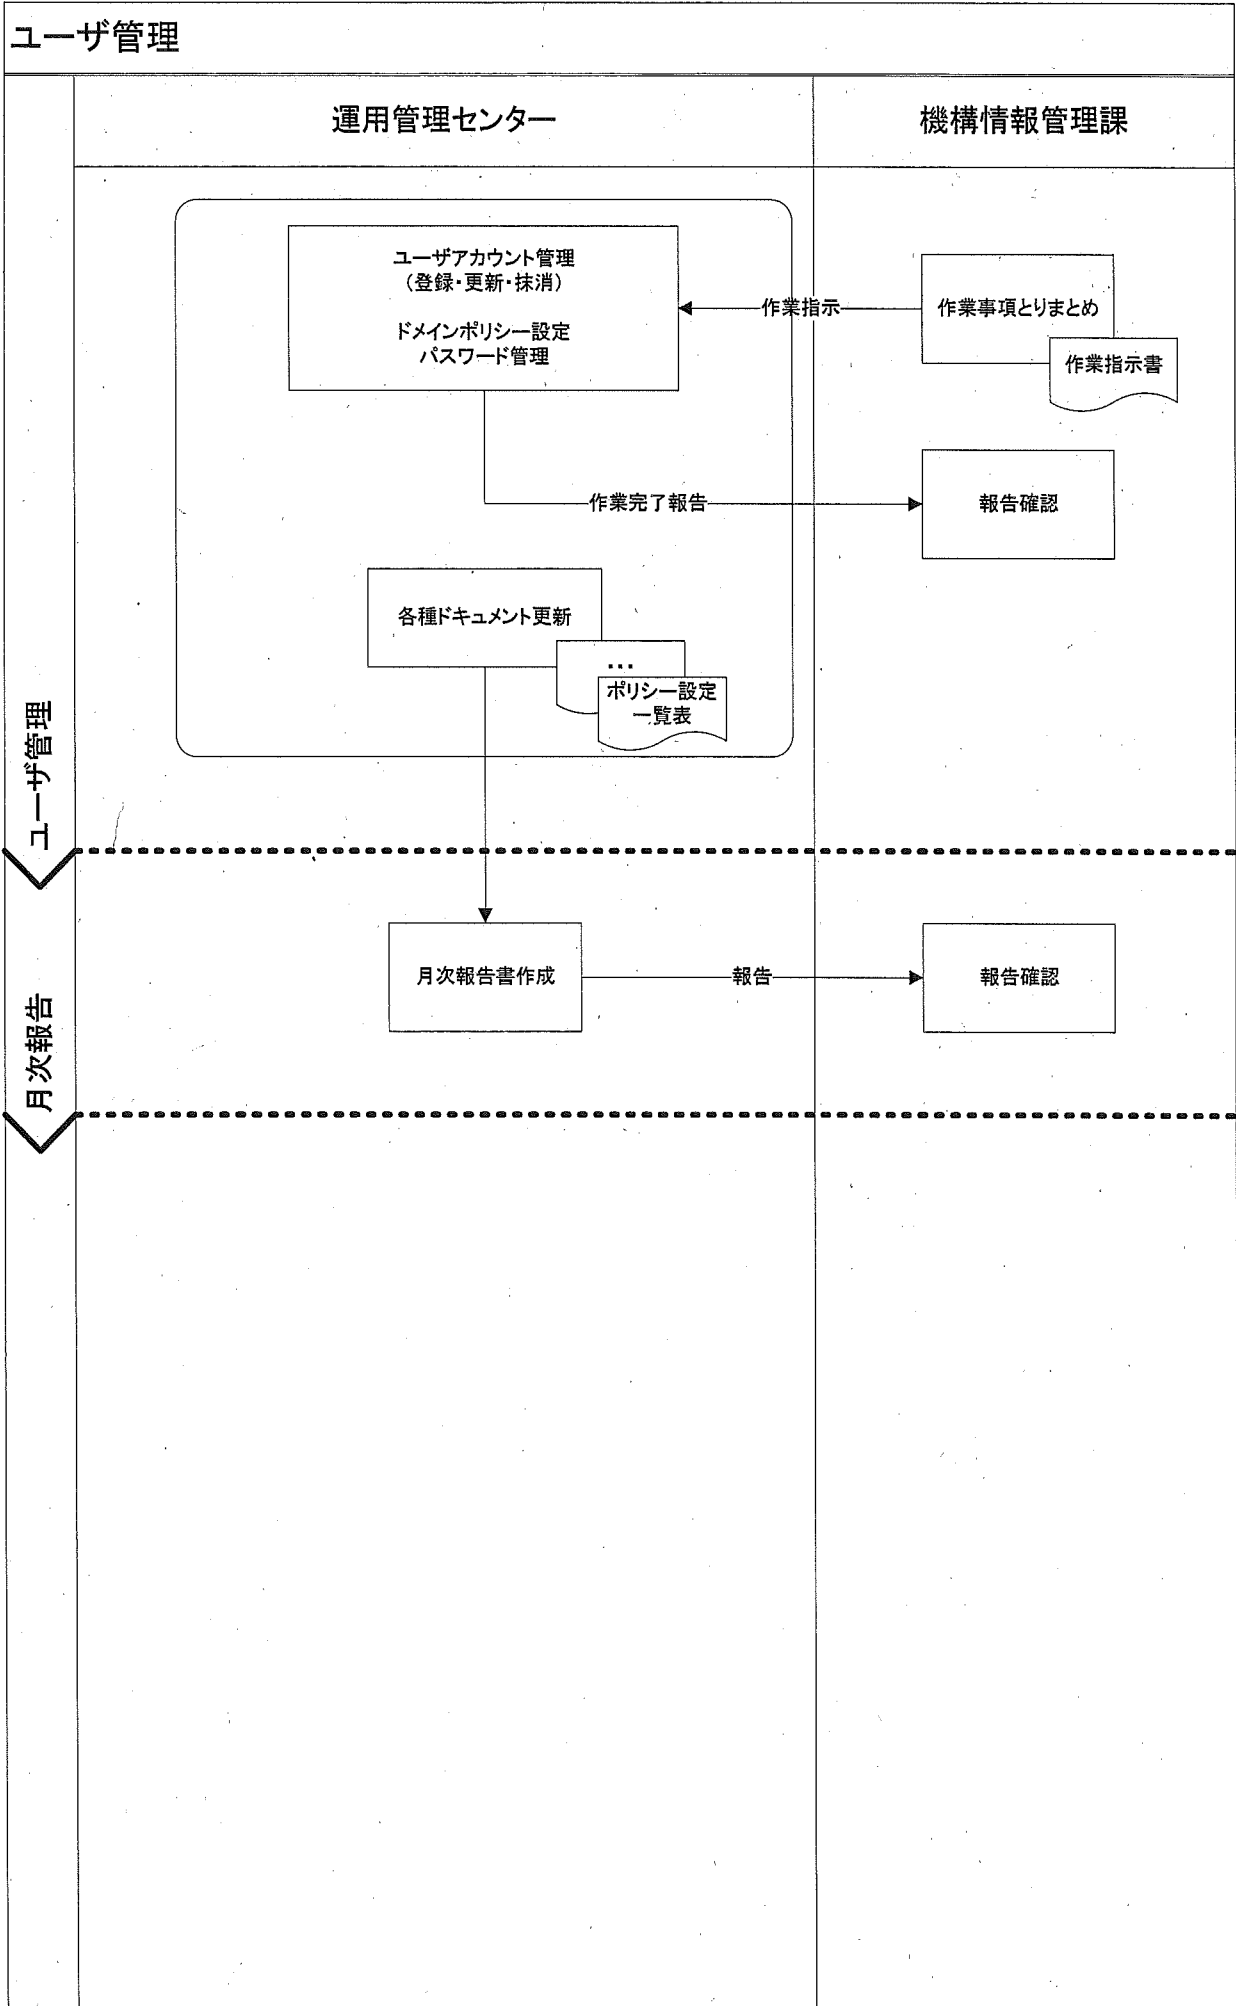 ユーザ管理
運用管理センター
機構情報管理課
ユーザアカウント管理
(登録・更新・抹消)
ドメインポリシー設定
パスワード管理
作業指示
作業事項とりまとめ
作業指示書
作業完了報告
報告確認
各種ドキュメント更新
...
ポリシー設定
一覧表
ユーザ管理
月次報告書作成
報告
報告確認
月次報告